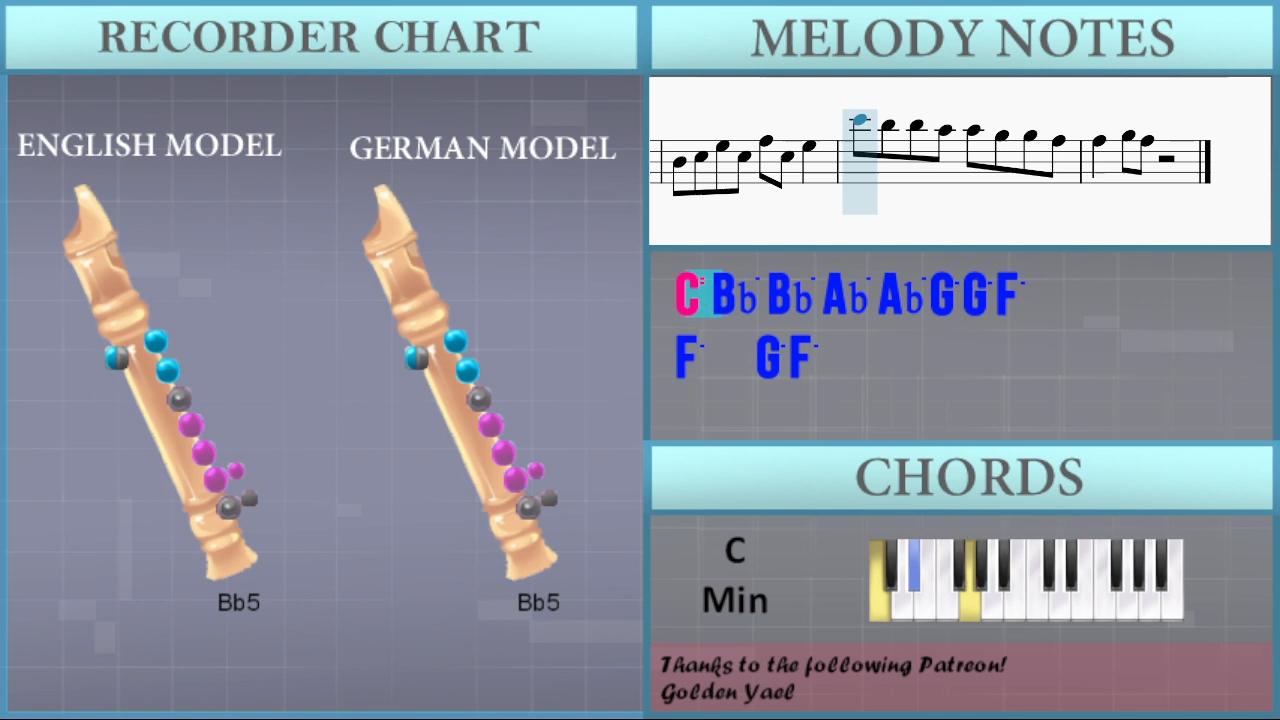 RECORDER CHART
MELODY NOTES
ENGLISH MODEL
GERMAN MODEL
Bb5
Bb5
C" Bb' Bb' Ab' Ab' G' G' F'
F' G' F'
CHORDS
C
Min
Thanks to the following Patreon!
Golden Yael